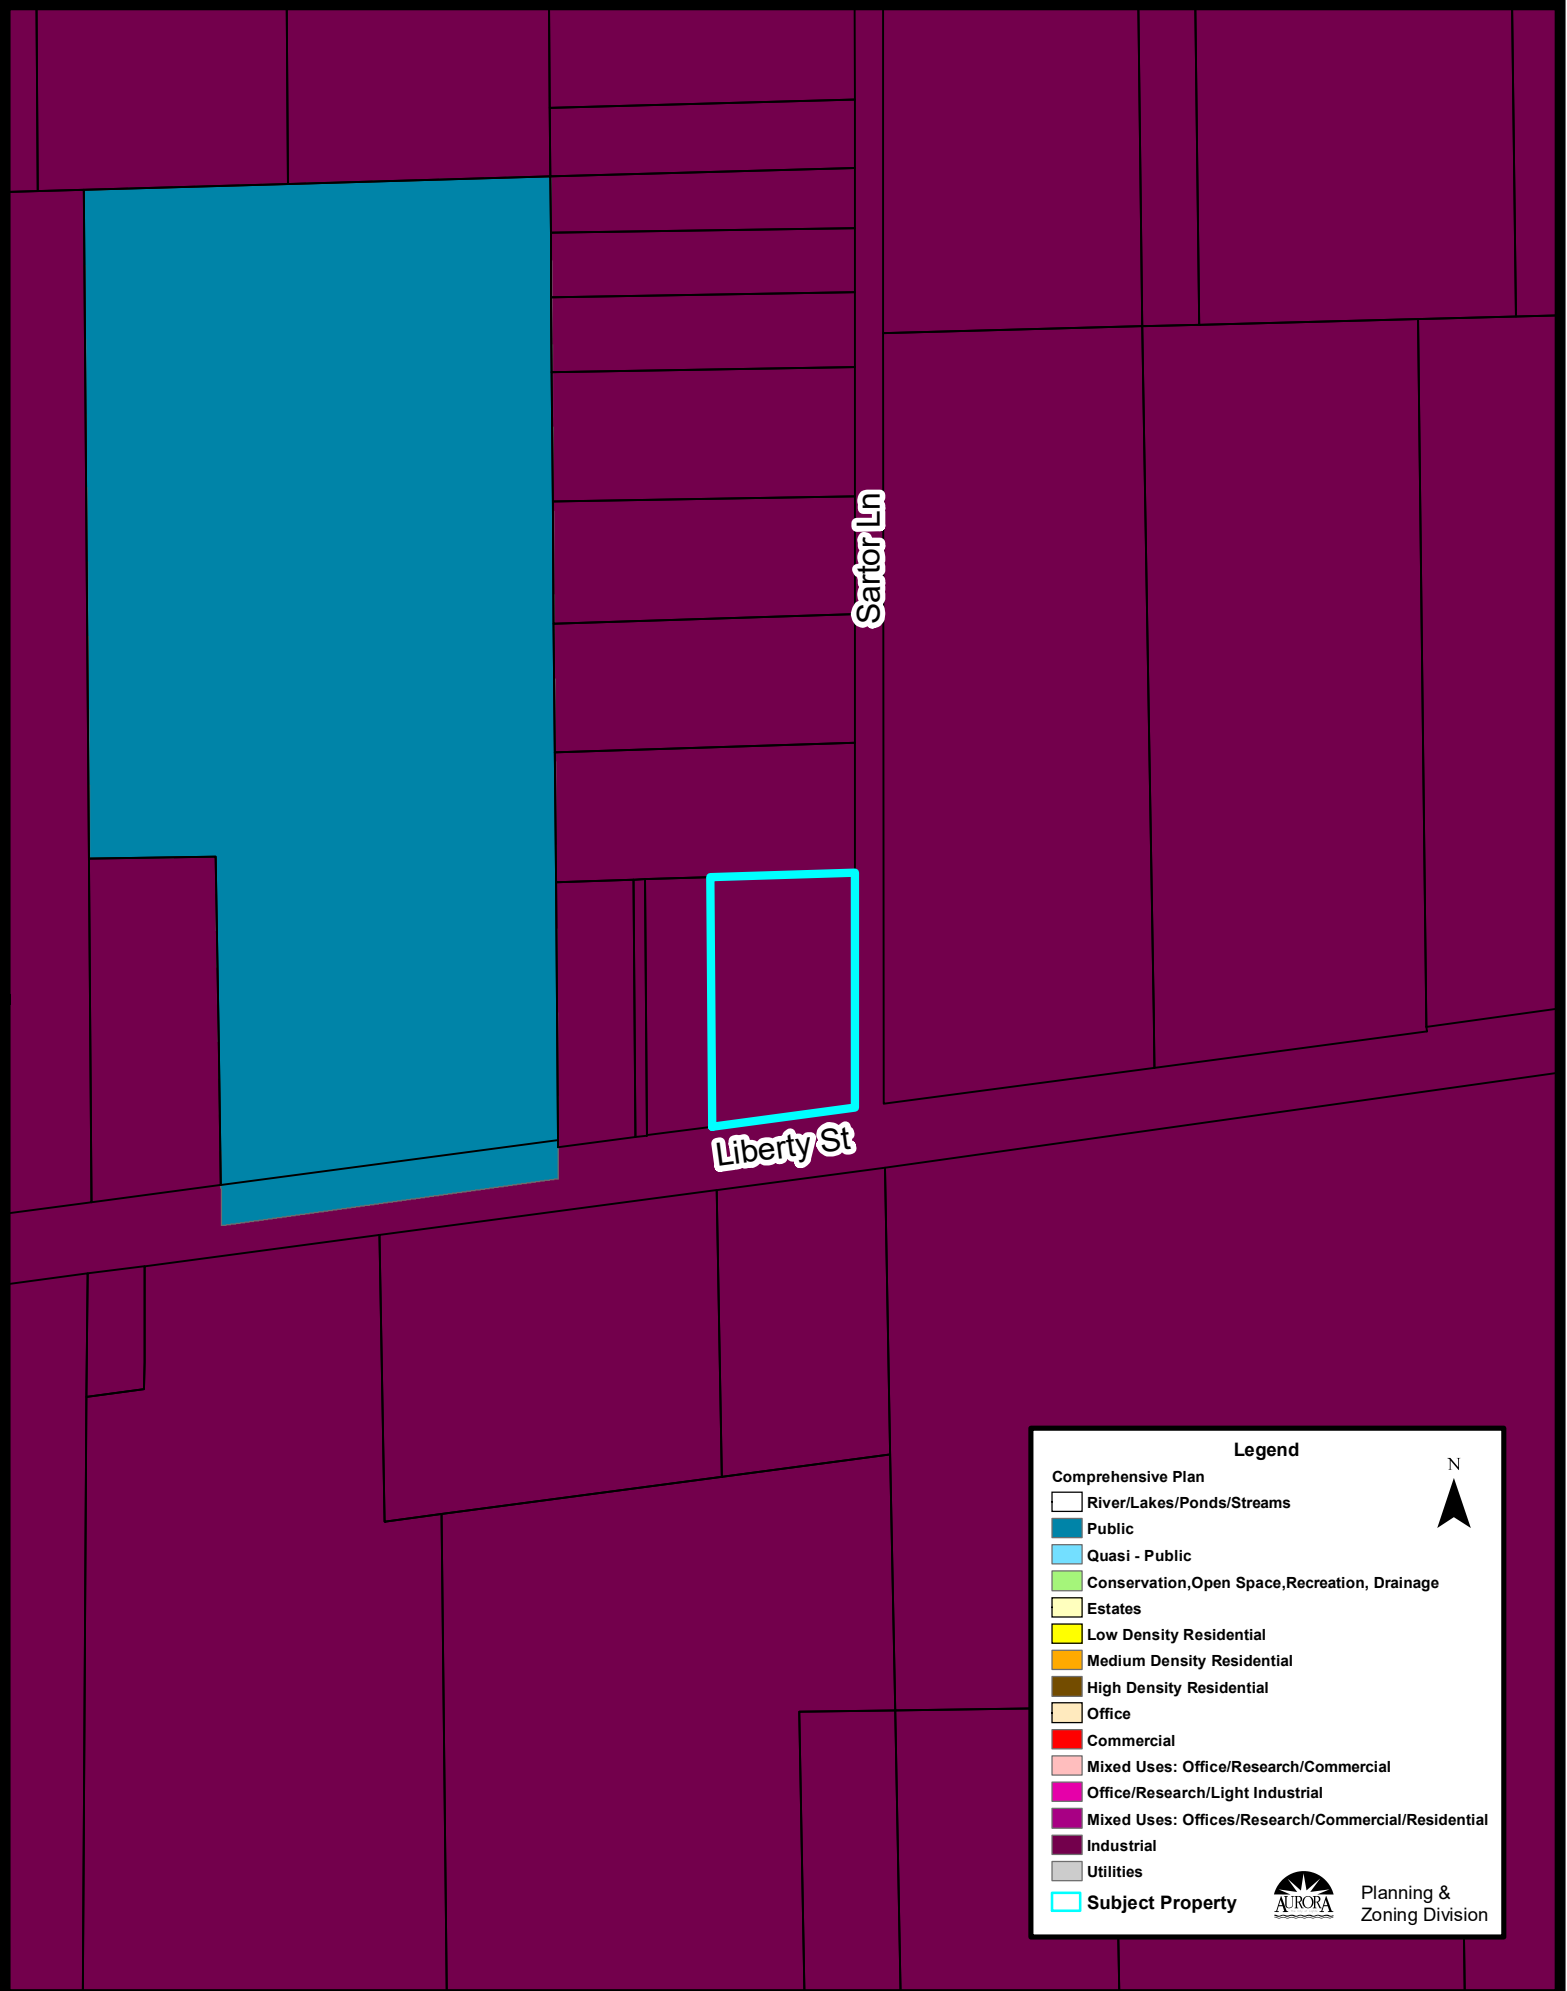 Sartor Ln
Liberty St
Legend
N
Comprehensive Plan
River/Lakes/Ponds/Streams
Public
Quasi - Public
Conservation,Open Space,Recreation, Drainage
Estates
Low Density Residential
Medium Density Residential
High Density Residential
Office
Commercial
Mixed Uses: Office/Research/Commercial
Office/Research/Light Industrial
Mixed Uses: Offices/Research/Commercial/Residential
Industrial
Utilities
Subject Property
AURORA
Planning &
Zoning Division